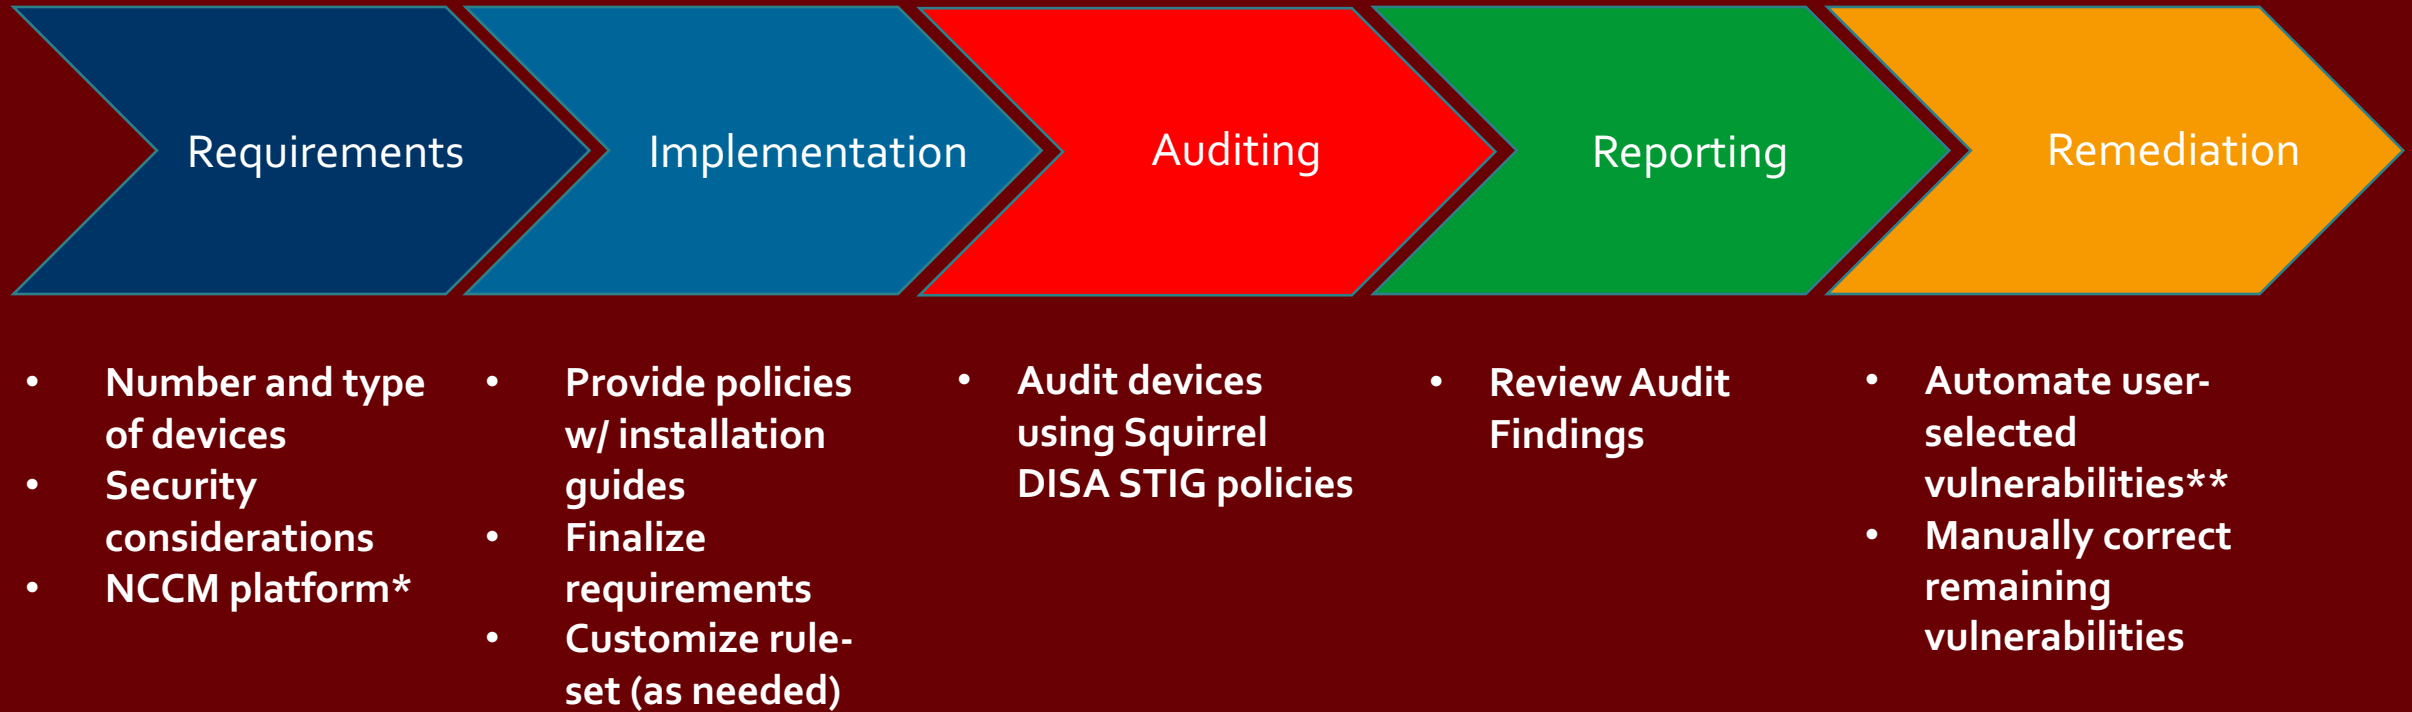 Requirements
Implementation
Auditing
Reporting
Remediation
• Number and type
of devices
• Security
considerations
• NCCM platform*
• Provide policies
w/ installation
guides
• Finalize
requirements
• Customize rule-
set (as needed)
• Audit devices
using Squirrel
DISA STIG policies
• Review Audit
Findings
• Automate user-
selected
vulnerabilities**
• Manually correct
remaining
vulnerabilities